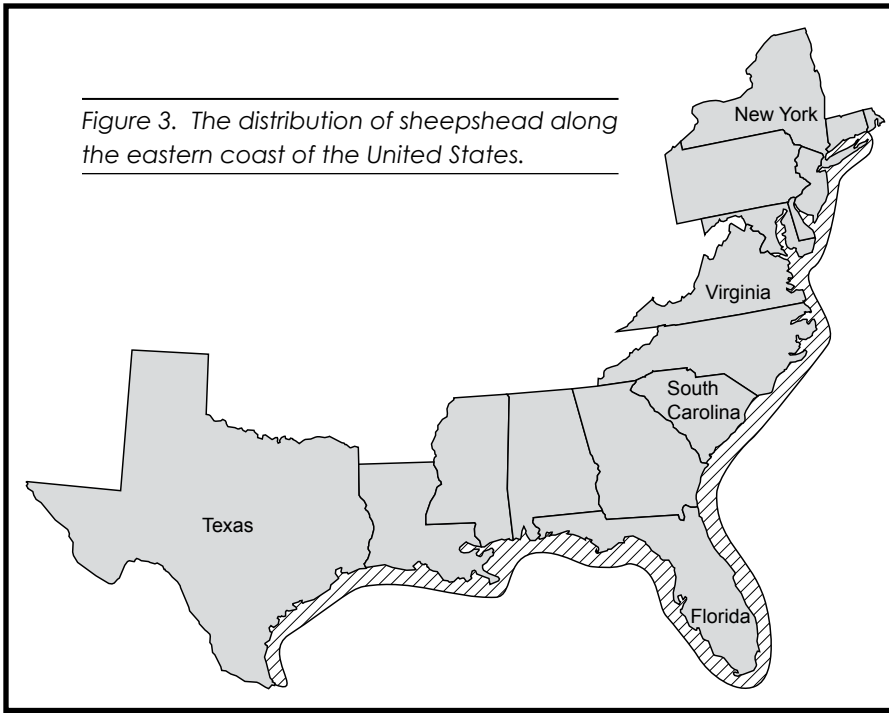 Figure 3. The distribution of sheepshead along
the eastern coast of the United States.
New York
Virginia
South
Carolina
Texas
Florida